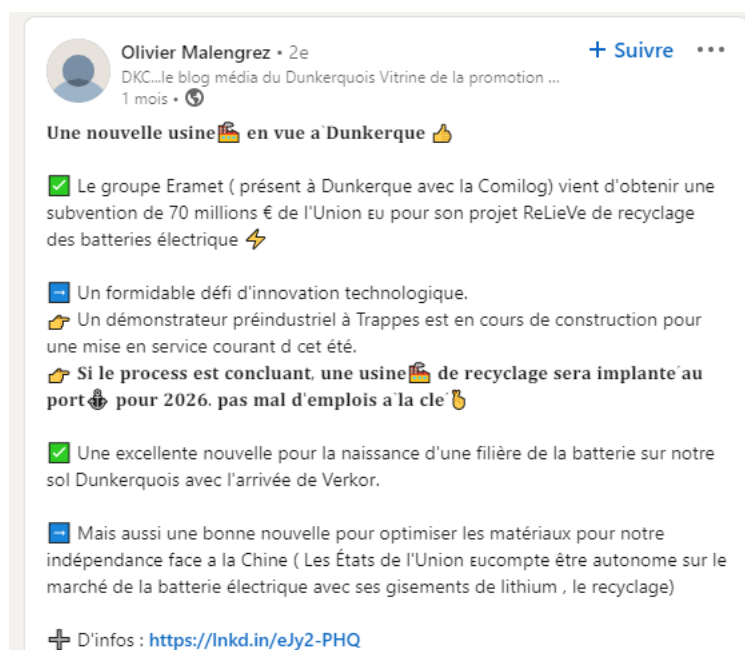 Olivier Malengrez • 2e
+ Suivre
DKC...le blog média du Dunkerquois Vitrine de la promotion ...
1 mois •
Une nouvelle usine🏭 en vue a`Dunkerque 👍
✅ Le groupe Eramet ( présent à Dunkerque avec la Comilog) vient d'obtenir une
subvention de 70 millions € de l'Union ᴇᴜ pour son projet ReLieVe de recyclage
des batteries électrique ⚡
➡️ Un formidable défi d'innovation technologique.
👉 Un démonstrateur préindustriel à Trappes est en cours de construction pour
une mise en service courant d cet été.
👉 Si le process est concluant, une usine🏭 de recyclage sera implante´au
port⚓ pour 2026. pas mal d'emplois a`la cle´🫰
✅ Une excellente nouvelle pour la naissance d'une filière de la batterie sur notre
sol Dunkerquois avec l'arrivée de Verkor.
➡️ Mais aussi une bonne nouvelle pour optimiser les matériaux pour notre
indépendance face a la Chine ( Les États de l'Union ᴇᴜcompte être autonome sur le
marché de la batterie électrique avec ses gisements de lithium , le recyclage)
➕ D'infos : https://lnkd.in/eJy2-PHQ